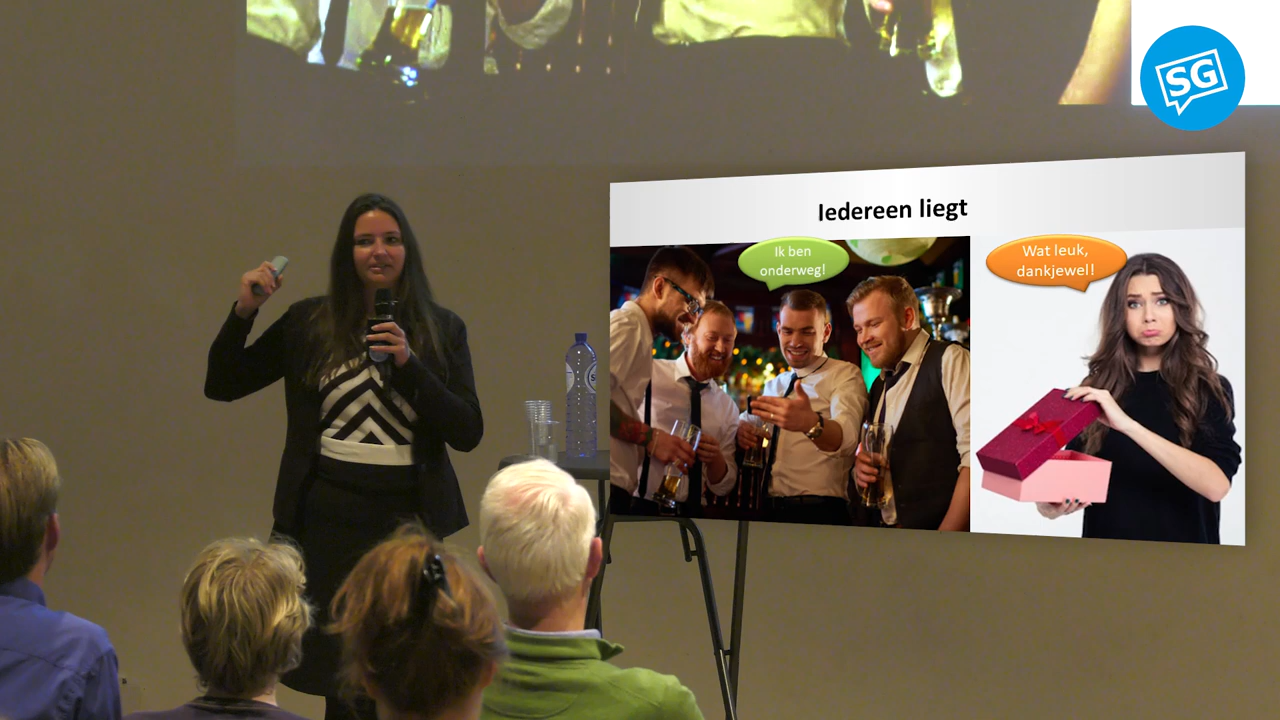 SG
Iedereen liegt
Ik ben
onderweg!
Wat leuk,
dankjewel!